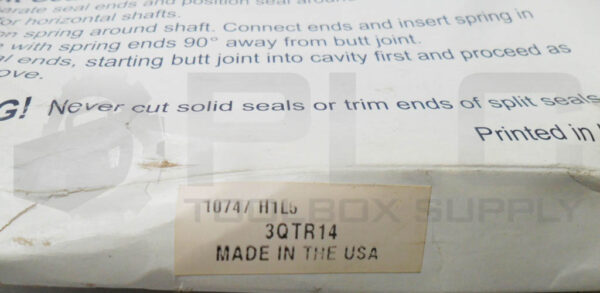 arate seal ends and position seal around
for horizontal shafts.
on spring around shaft. Connect ends and insert spring in
with spring ends 90° away from butt joint.
al ends, starting butt joint into cavity first and proceed as
ove.
G! Never cut solid seals or trim ends of split seals
Printed in
PLC
TOOLBOX SUPPLY
1074/ H1L5
3QTR14
MADE IN THE USA